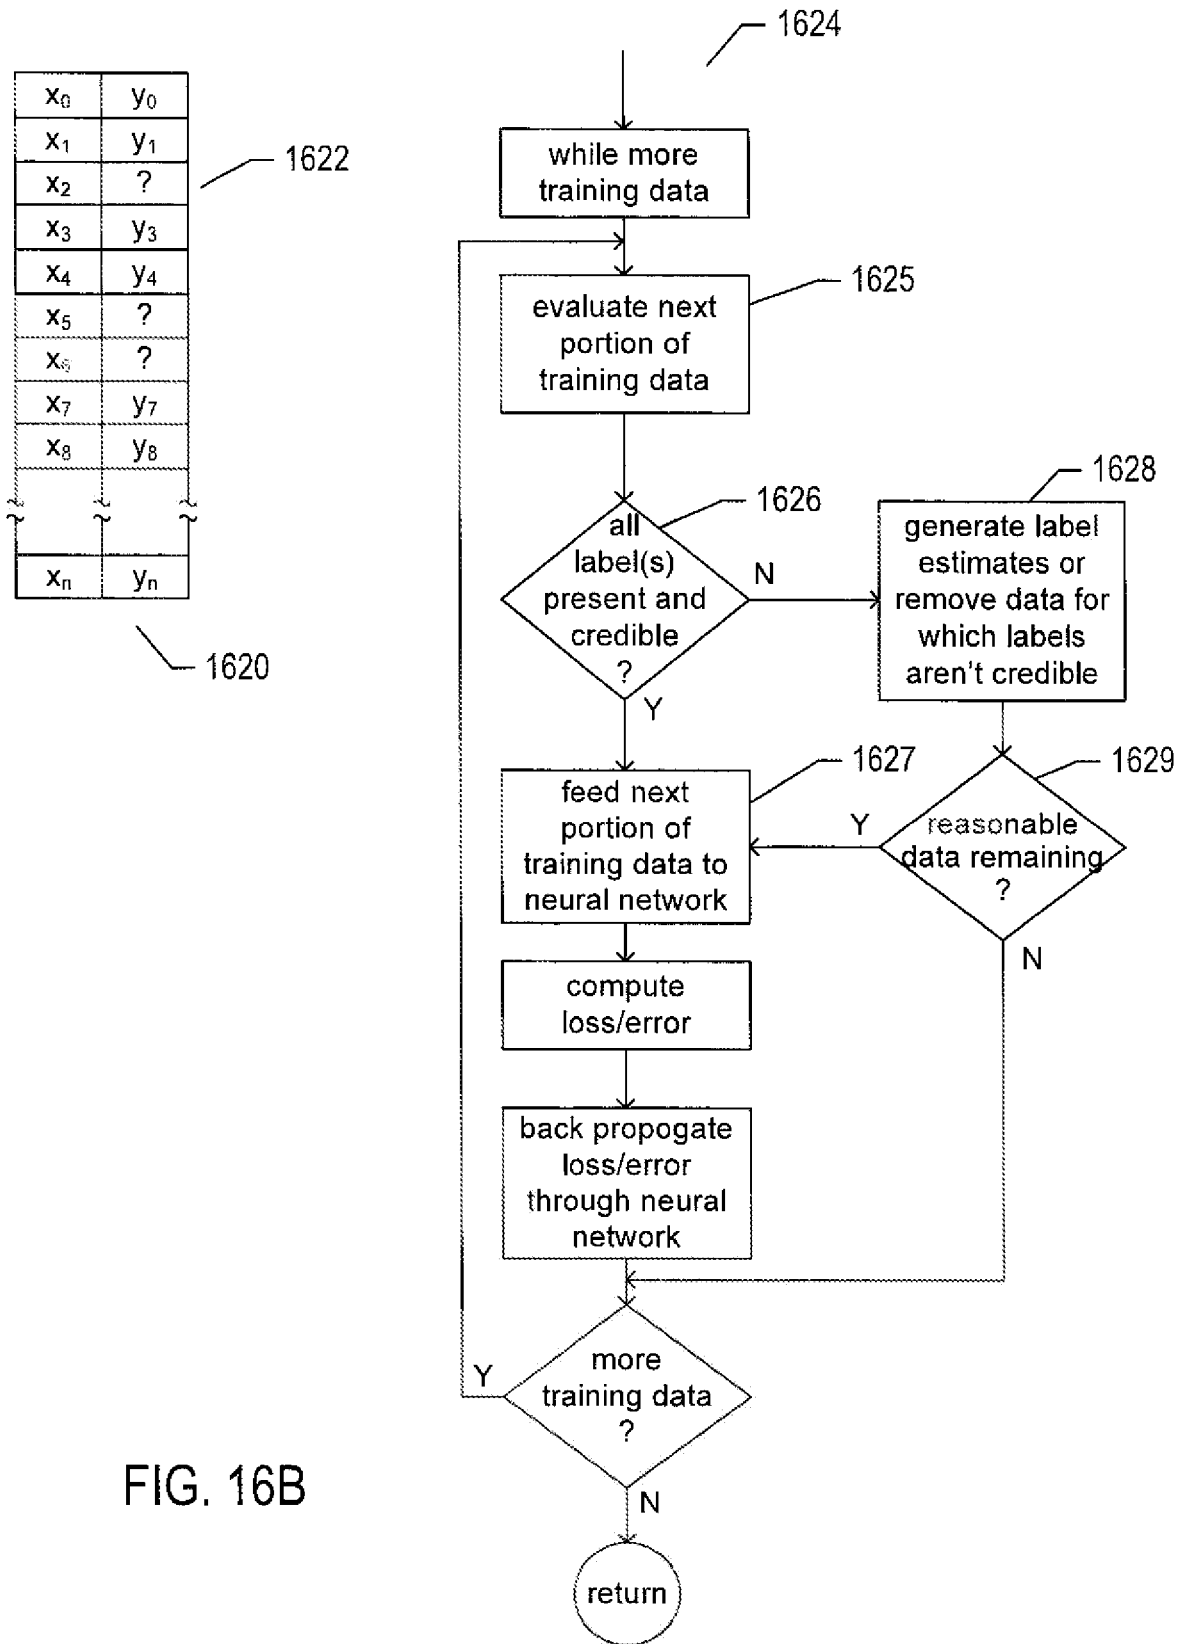 1624
x0 y0
x1 y1
x2 ?
x3 y3
x4 y4
x5 ?
x6 ?
x7 y7
x8 y8
xn yn
1622
1620
while more
training data
1625
evaluate next
portion of
training data
1626
all
label(s)
present and
credible
?
N
Y
1628
generate label
estimates or
remove data for
which labels
aren't credible
1627
feed next
portion of
training data to
neural network
1629
reasonable
data remaining
?
Y
N
compute
loss/error
back propogate
loss/error
through neural
network
more
training data
?
Y
N
return
FIG. 16B